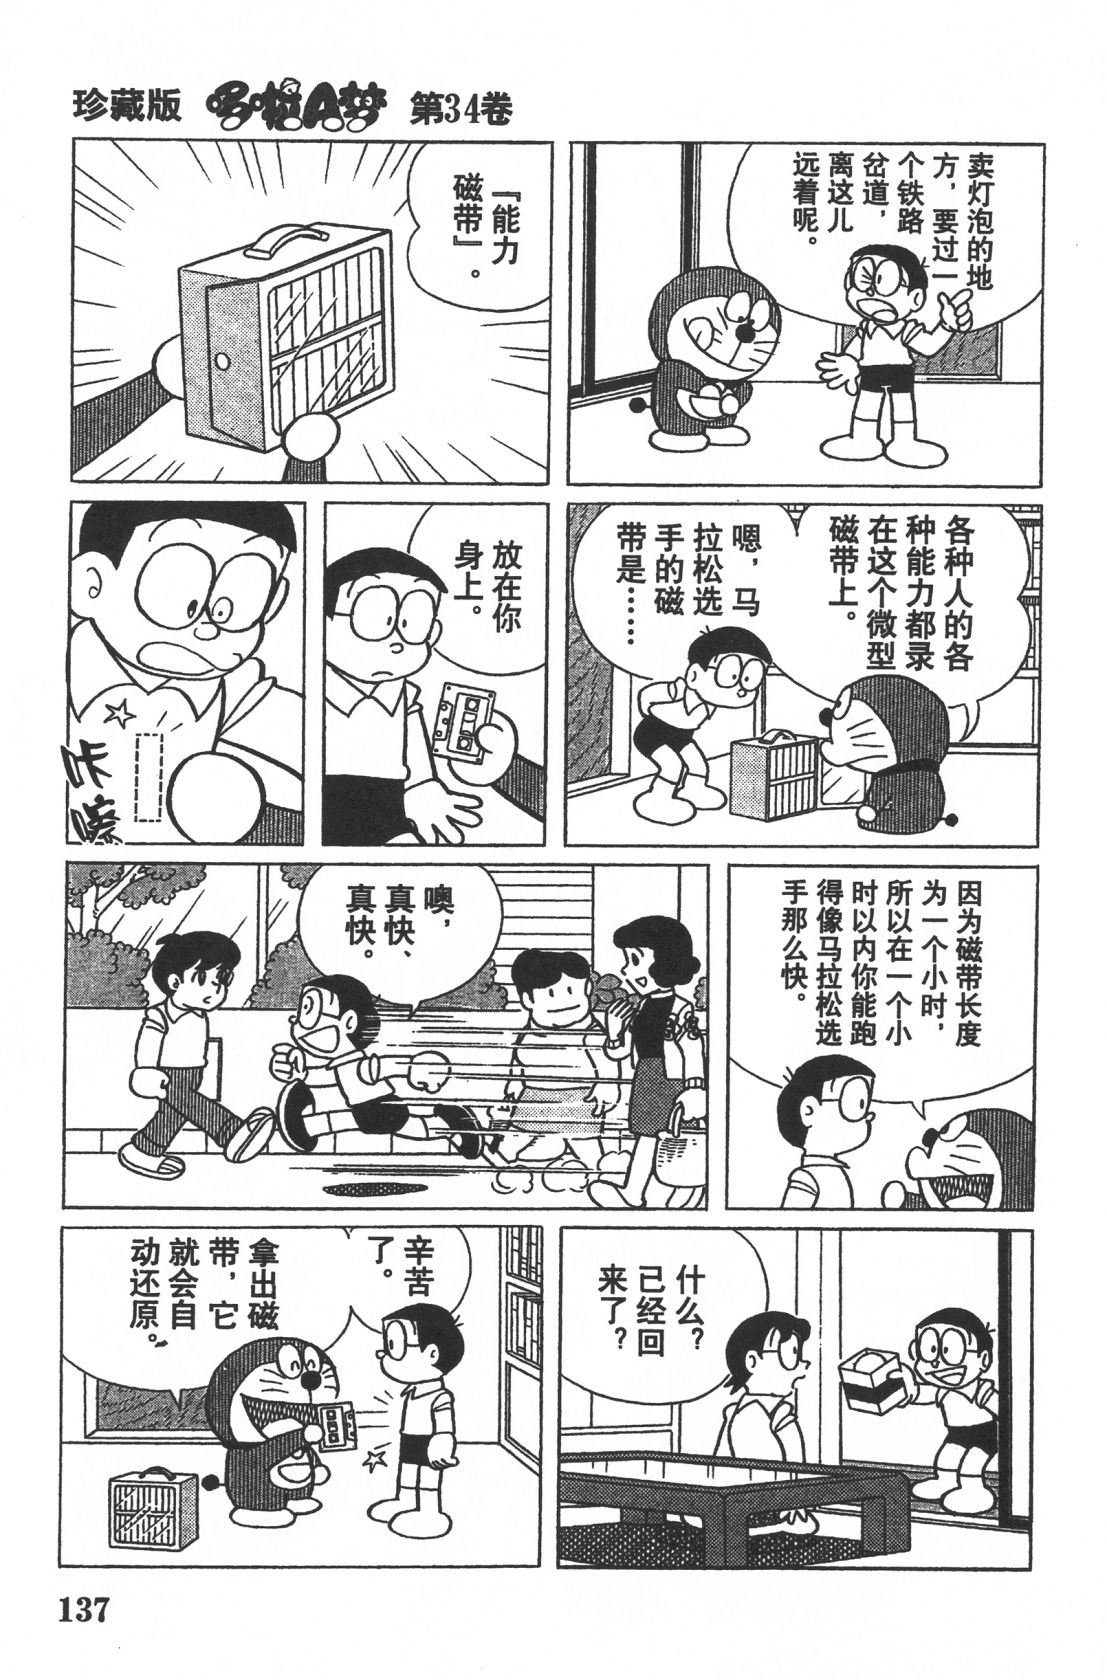 珍藏版 哆啦A梦 第34卷
卖灯泡的地
方，要过一
个铁路
岔道，
离这儿
远着呢。
『能力
磁带』。
各种人的各
种能力都录
在这个微型
磁带上。
嗯，马
拉松选
手的磁
带是……
放在你
身上。
咔
嚓
因为磁带长度
为一个小时，
所以在一个小
时以内你能跑
得像马拉松选
手那么快。
噢，
真快、
真快。
什么？
已经回
来了？
辛苦
了。
拿出磁
带，它
就会自
动还原。
137